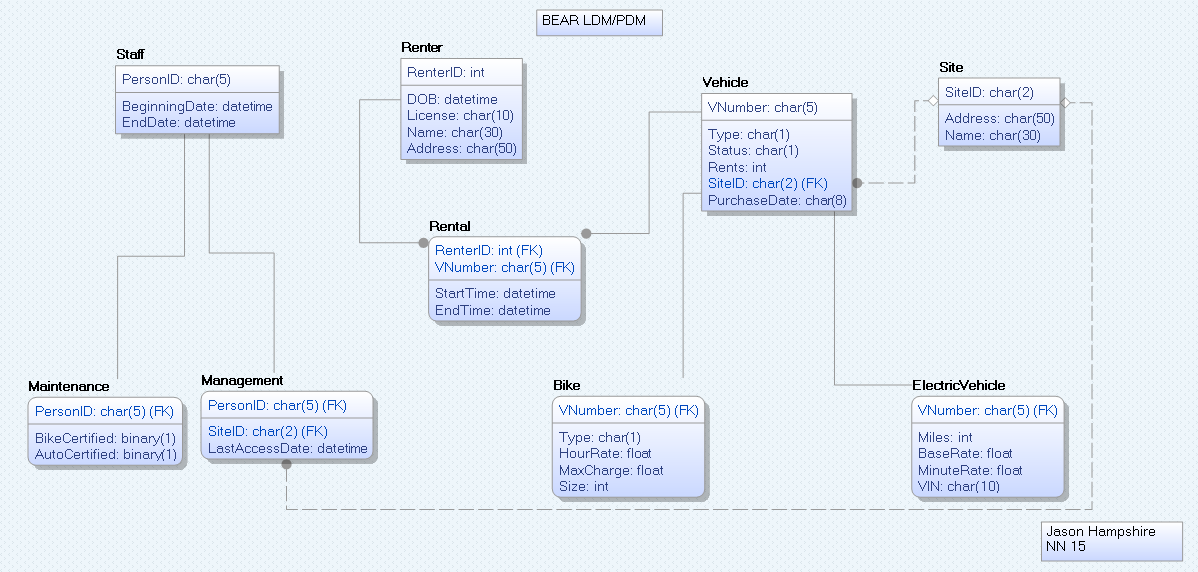 BEAR LDM/PDM
Staff
PersonID: char(5)
BeginningDate: datetime
EndDate: datetime
Renter
RenterID: int
DOB: datetime
License: char(10)
Name: char(30)
Address: char(50)
Vehicle
VNumber: char(5)
Type: char(1)
Status: char(1)
Rents: int
SiteID: char(2) (FK)
PurchaseDate: char(8)
Site
SiteID: char(2)
Address: char(50)
Name: char(30)
Rental
RenterID: int (FK)
VNumber: char(5) (FK)
StartTime: datetime
EndTime: datetime
Maintenance
PersonID: char(5) (FK)
BikeCertified: binary(1)
AutoCertified: binary(1)
Management
PersonID: char(5) (FK)
SiteID: char(2) (FK)
LastAccessDate: datetime
Bike
VNumber: char(5) (FK)
Type: char(1)
HourRate: float
MaxCharge: float
Size: int
ElectricVehicle
VNumber: char(5) (FK)
Miles: int
BaseRate: float
MinuteRate: float
VIN: char(10)
Jason Hampshire
NN 15